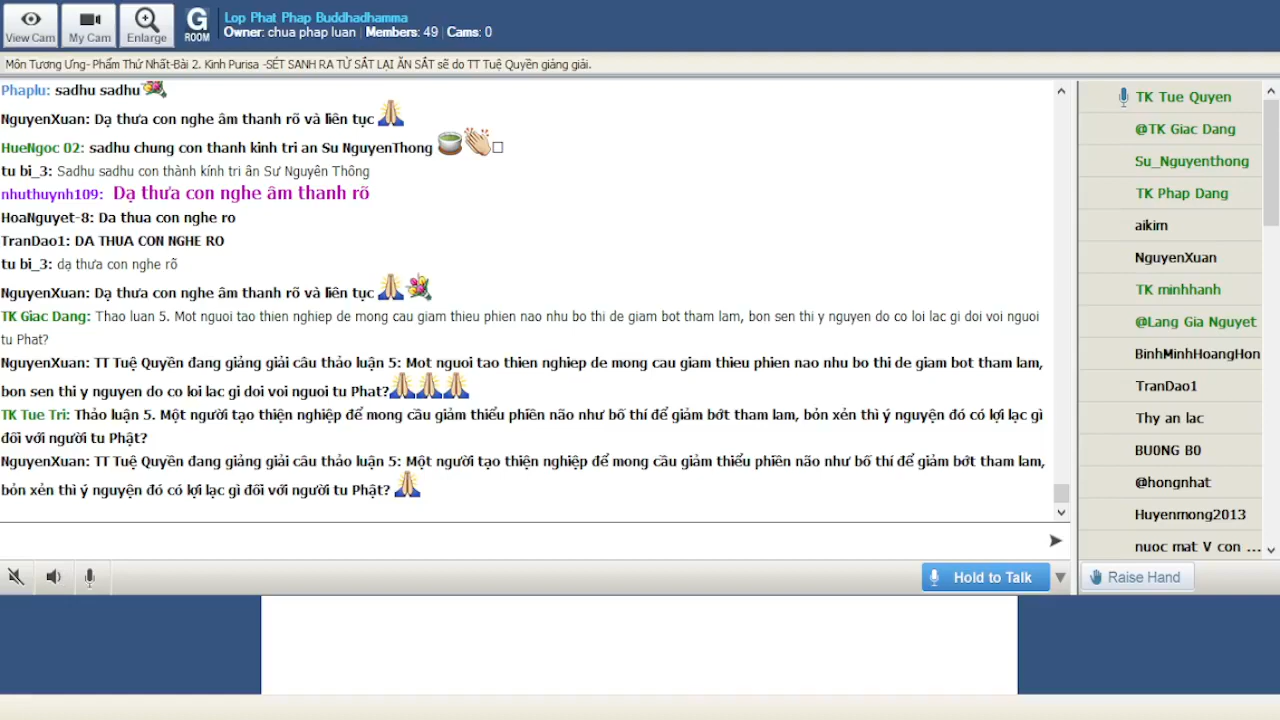 View Cam
My Cam
Enlarge
G
ROOM
Lop Phat Phap Buddhadhamma
Owner: chua phap luan | Members: 49 | Cams: 0
Môn Tương Ưng- Phẩm Thứ Nhất-Bài 2. Kinh Purisa -SÉT SANH RA TỪ SẮT LẠI ĂN SẮT sẽ do TT Tuệ Quyền giảng giải.
Phaplu: sadhu sadhu
NguyenXuan: Dạ thưa con nghe âm thanh rõ và liên tục
HueNgoc 02: sadhu chung con thanh kinh tri an Su NguyenThong
tu bi_3: Sadhu sadhu con thành kính tri ân Sư Nguyên Thông
nhuthuynh109: Dạ thưa con nghe âm thanh rõ
HoaNguyet-8: Da thua con nghe ro
TranDao1: DA THUA CON NGHE RO
tu bi_3: dạ thưa con nghe rõ
NguyenXuan: Dạ thưa con nghe âm thanh rõ và liên tục
TK Giac Dang: Thao luan 5. Mot nguoi tao thien nghiep de mong cau giam thieu phien nao nhu bo thi de giam bot tham lam, bon sen thi y nguyen do co loi lac gi doi voi nguoi
tu Phat?
NguyenXuan: TT Tuệ Quyền đang giảng giải câu thảo luận 5: Mot nguoi tao thien nghiep de mong cau giam thieu phien nao nhu bo thi de giam bot tham lam,
bon sen thi y nguyen do co loi lac gi doi voi nguoi tu Phat?
TK Tue Tri: Thảo luận 5. Một người tạo thiện nghiệp để mong cầu giảm thiểu phiền não như bố thí để giảm bớt tham lam, bỏn xẻn thì ý nguyện đó có lợi lạc gì
đối với người tu Phật?
NguyenXuan: TT Tuệ Quyền đang giảng giải câu thảo luận 5: Một người tạo thiện nghiệp để mong cầu giảm thiểu phiền não như bố thí để giảm bớt tham lam,
bỏn xẻn thì ý nguyện đó có lợi lạc gì đối với người tu Phật?
TK Tue Quyen
@TK Giac Dang
Su_Nguyenthong
TK Phap Dang
aikim
NguyenXuan
TK minhhanh
@Lang Gia Nguyet
BinhMinhHoangHon
TranDao1
Thy an lac
BU0NG B0
@hongnhat
Huyenmong2013
nuoc mat V con ...
Hold to Talk
Raise Hand